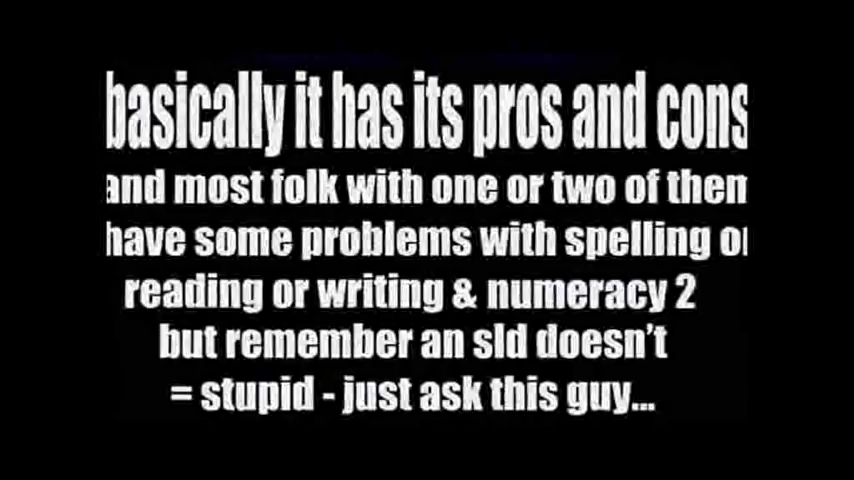 basically it has its pros and cons
and most folk with one or two of them
have some problems with spelling or
reading or writing & numeracy 2
but remember an sld doesn't
= stupid - just ask this guy...